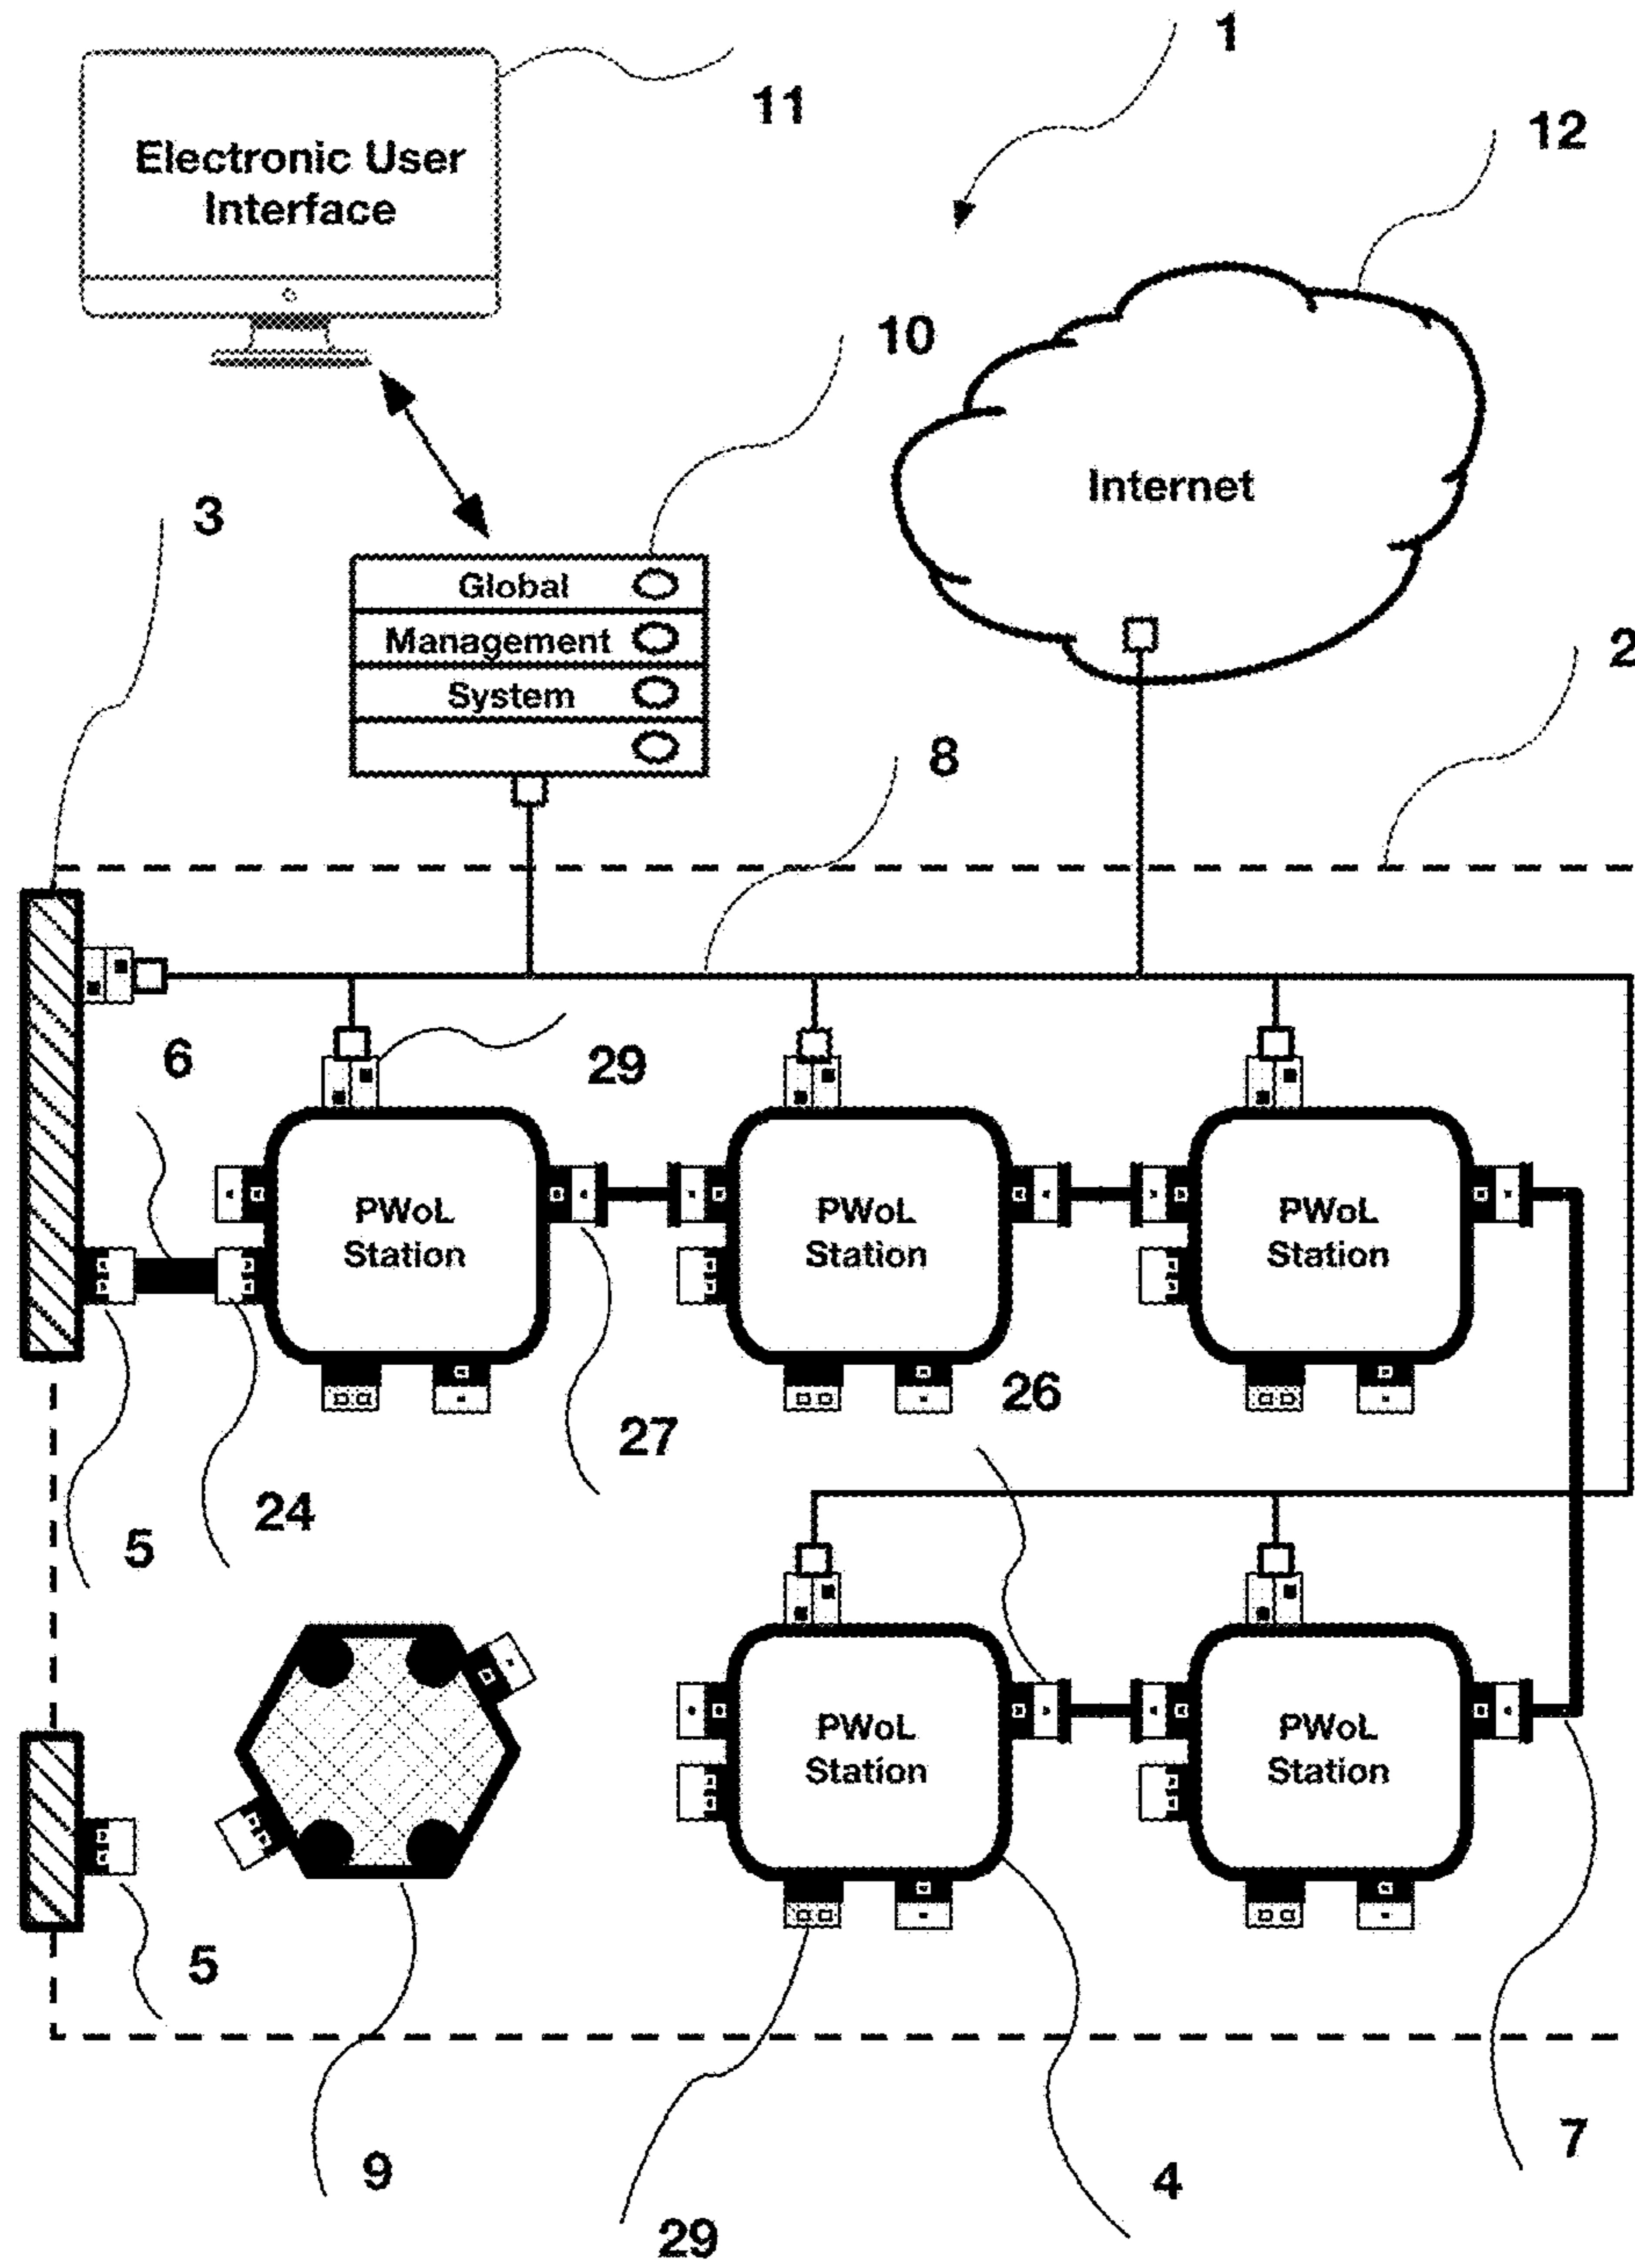 1
11
12
Electronic User
Interface
10
Internet
3
Global
Management
System
2
8
6
29
PWoL
Station
PWoL
Station
PWoL
Station
26
27
24
5
PWoL
Station
PWoL
Station
5
7
9
4
29